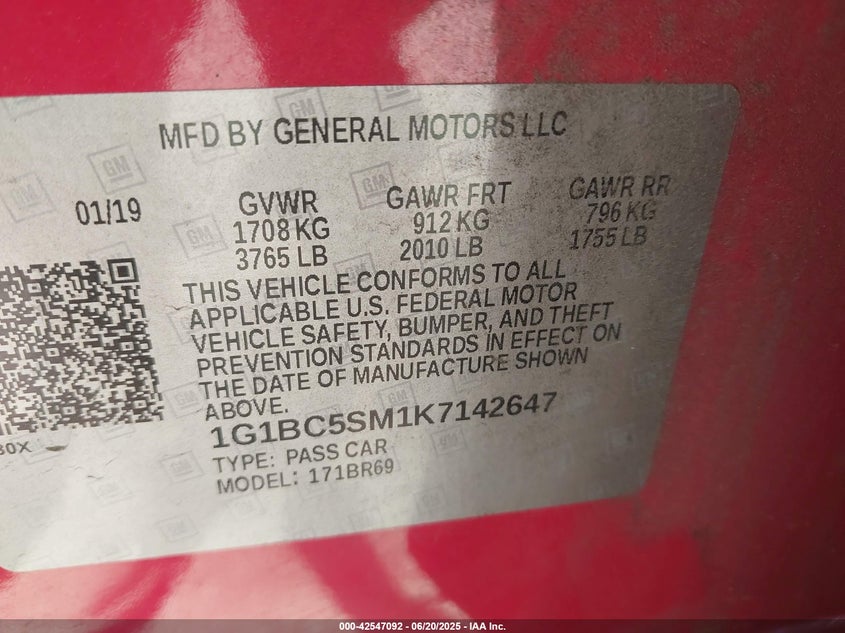 MFD BY GENERAL MOTORS LLC
01/19
GVWR
1708 KG
3765 LB
GAWR FRT
912 KG
2010 LB
GAWR RR
796 KG
1755 LB
THIS VEHICLE CONFORMS TO ALL
APPLICABLE U.S. FEDERAL MOTOR
VEHICLE SAFETY, BUMPER, AND THEFT
PREVENTION STANDARDS IN EFFECT ON
THE DATE OF MANUFACTURE SHOWN
ABOVE.
1G1BC5SM1K7142647
TYPE: PASS CAR
MODEL: 171BR69
GM
000-42547092 - 06/20/2025 - IAA Inc.